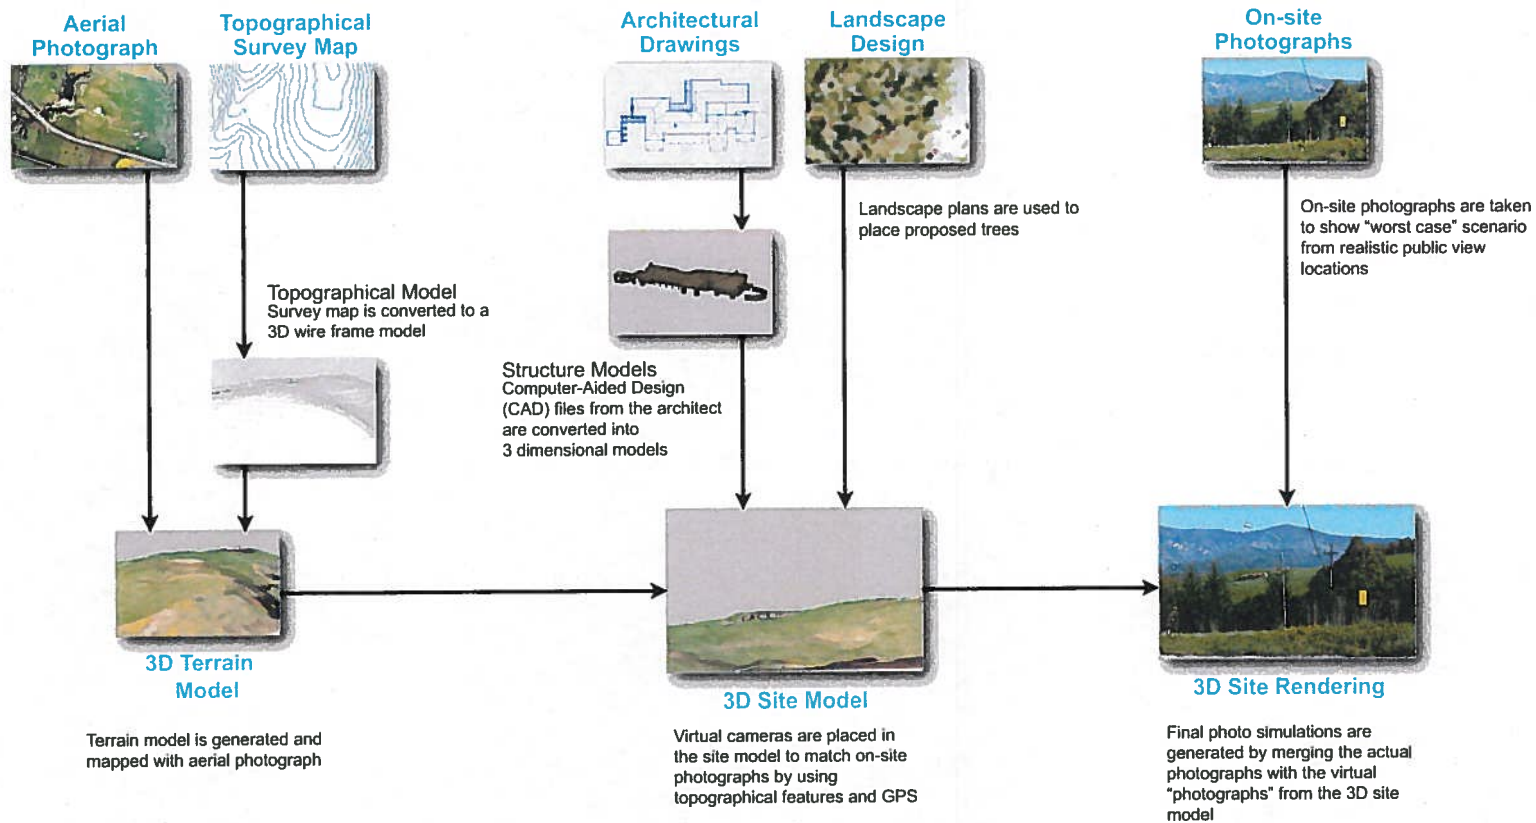 Aerial
Photograph
Topographical
Survey Map
Architectural
Drawings
Landscape
Design
On-site
Photographs
Landscape plans are used to
place proposed trees
On-site photographs are taken
to show "worst case" scenario
from realistic public view
locations
Topographical Model
Survey map is converted to a
3D wire frame model
Structure Models
Computer-Aided Design
(CAD) files from the architect
are converted into
3 dimensional models
3D Terrain
Model
3D Site Model
3D Site Rendering
Terrain model is generated and
mapped with aerial photograph
Virtual cameras are placed in
the site model to match on-site
photographs by using
topographical features and GPS
Final photo simulations are
generated by merging the actual
photographs with the virtual
"photographs" from the 3D site
model